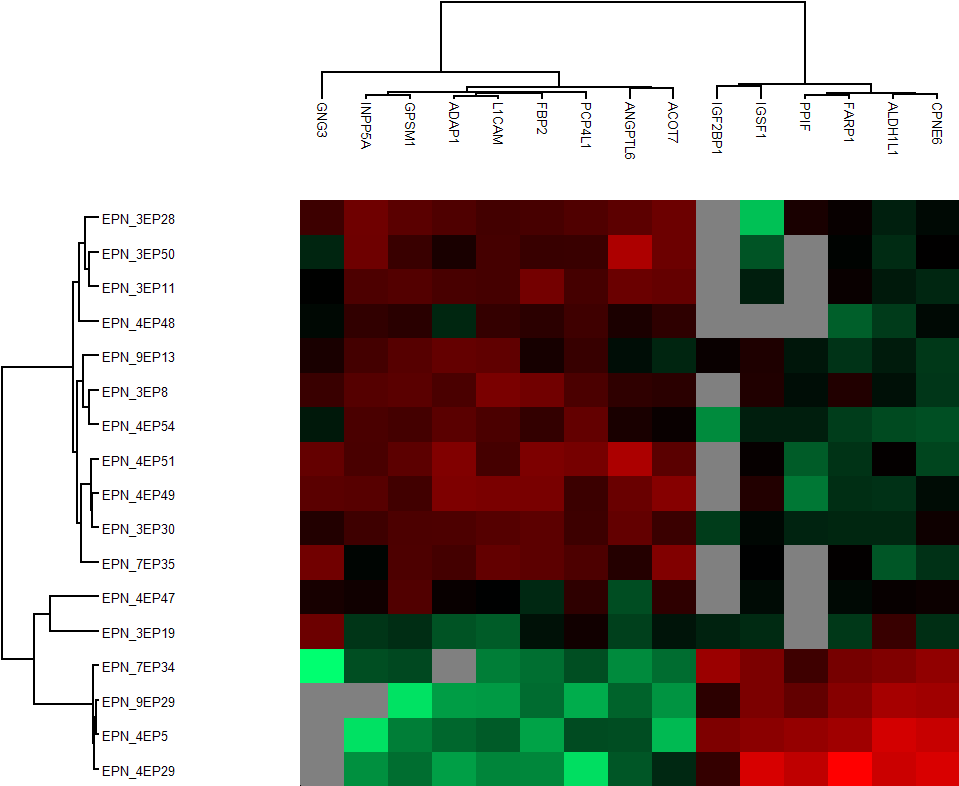 GNG3
INPP5A
GPSM1
ADAP1
L1CAM
FBP2
PCP4L1
ANGPTL6
ACOT7
IGF2BP1
IGSF1
PPIF
FARP1
ALDH1L1
CPNE6
EPN_3EP28
EPN_3EP50
EPN_3EP11
EPN_4EP48
EPN_9EP13
EPN_3EP8
EPN_4EP54
EPN_4EP51
EPN_4EP49
EPN_3EP30
EPN_7EP35
EPN_4EP47
EPN_3EP19
EPN_7EP34
EPN_9EP29
EPN_4EP5
EPN_4EP29